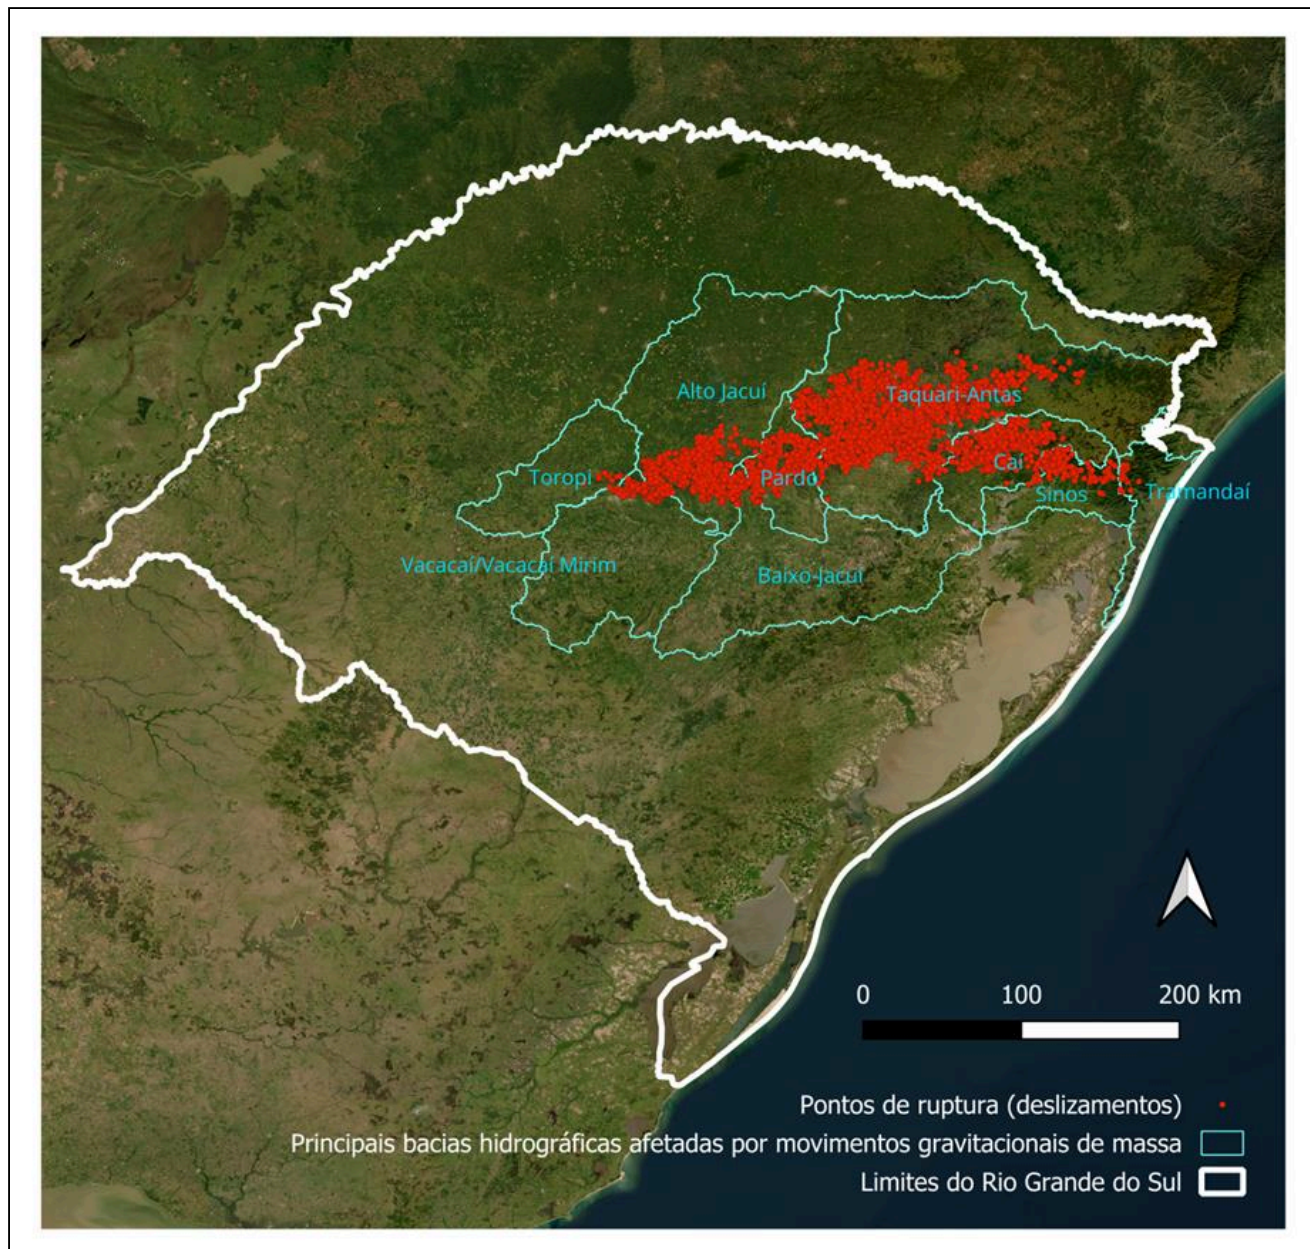 Alto Jacuí
Taquari-Antas
Toropi
Pardo
Caí
Sinos
Tramandaí
Vacacaí/Vacacaí Mirim
Baixo-Jacuí
0 100 200 km
Pontos de ruptura (deslizamentos)
Principais bacias hidrográficas afetadas por movimentos gravitacionais de massa
Limites do Rio Grande do Sul